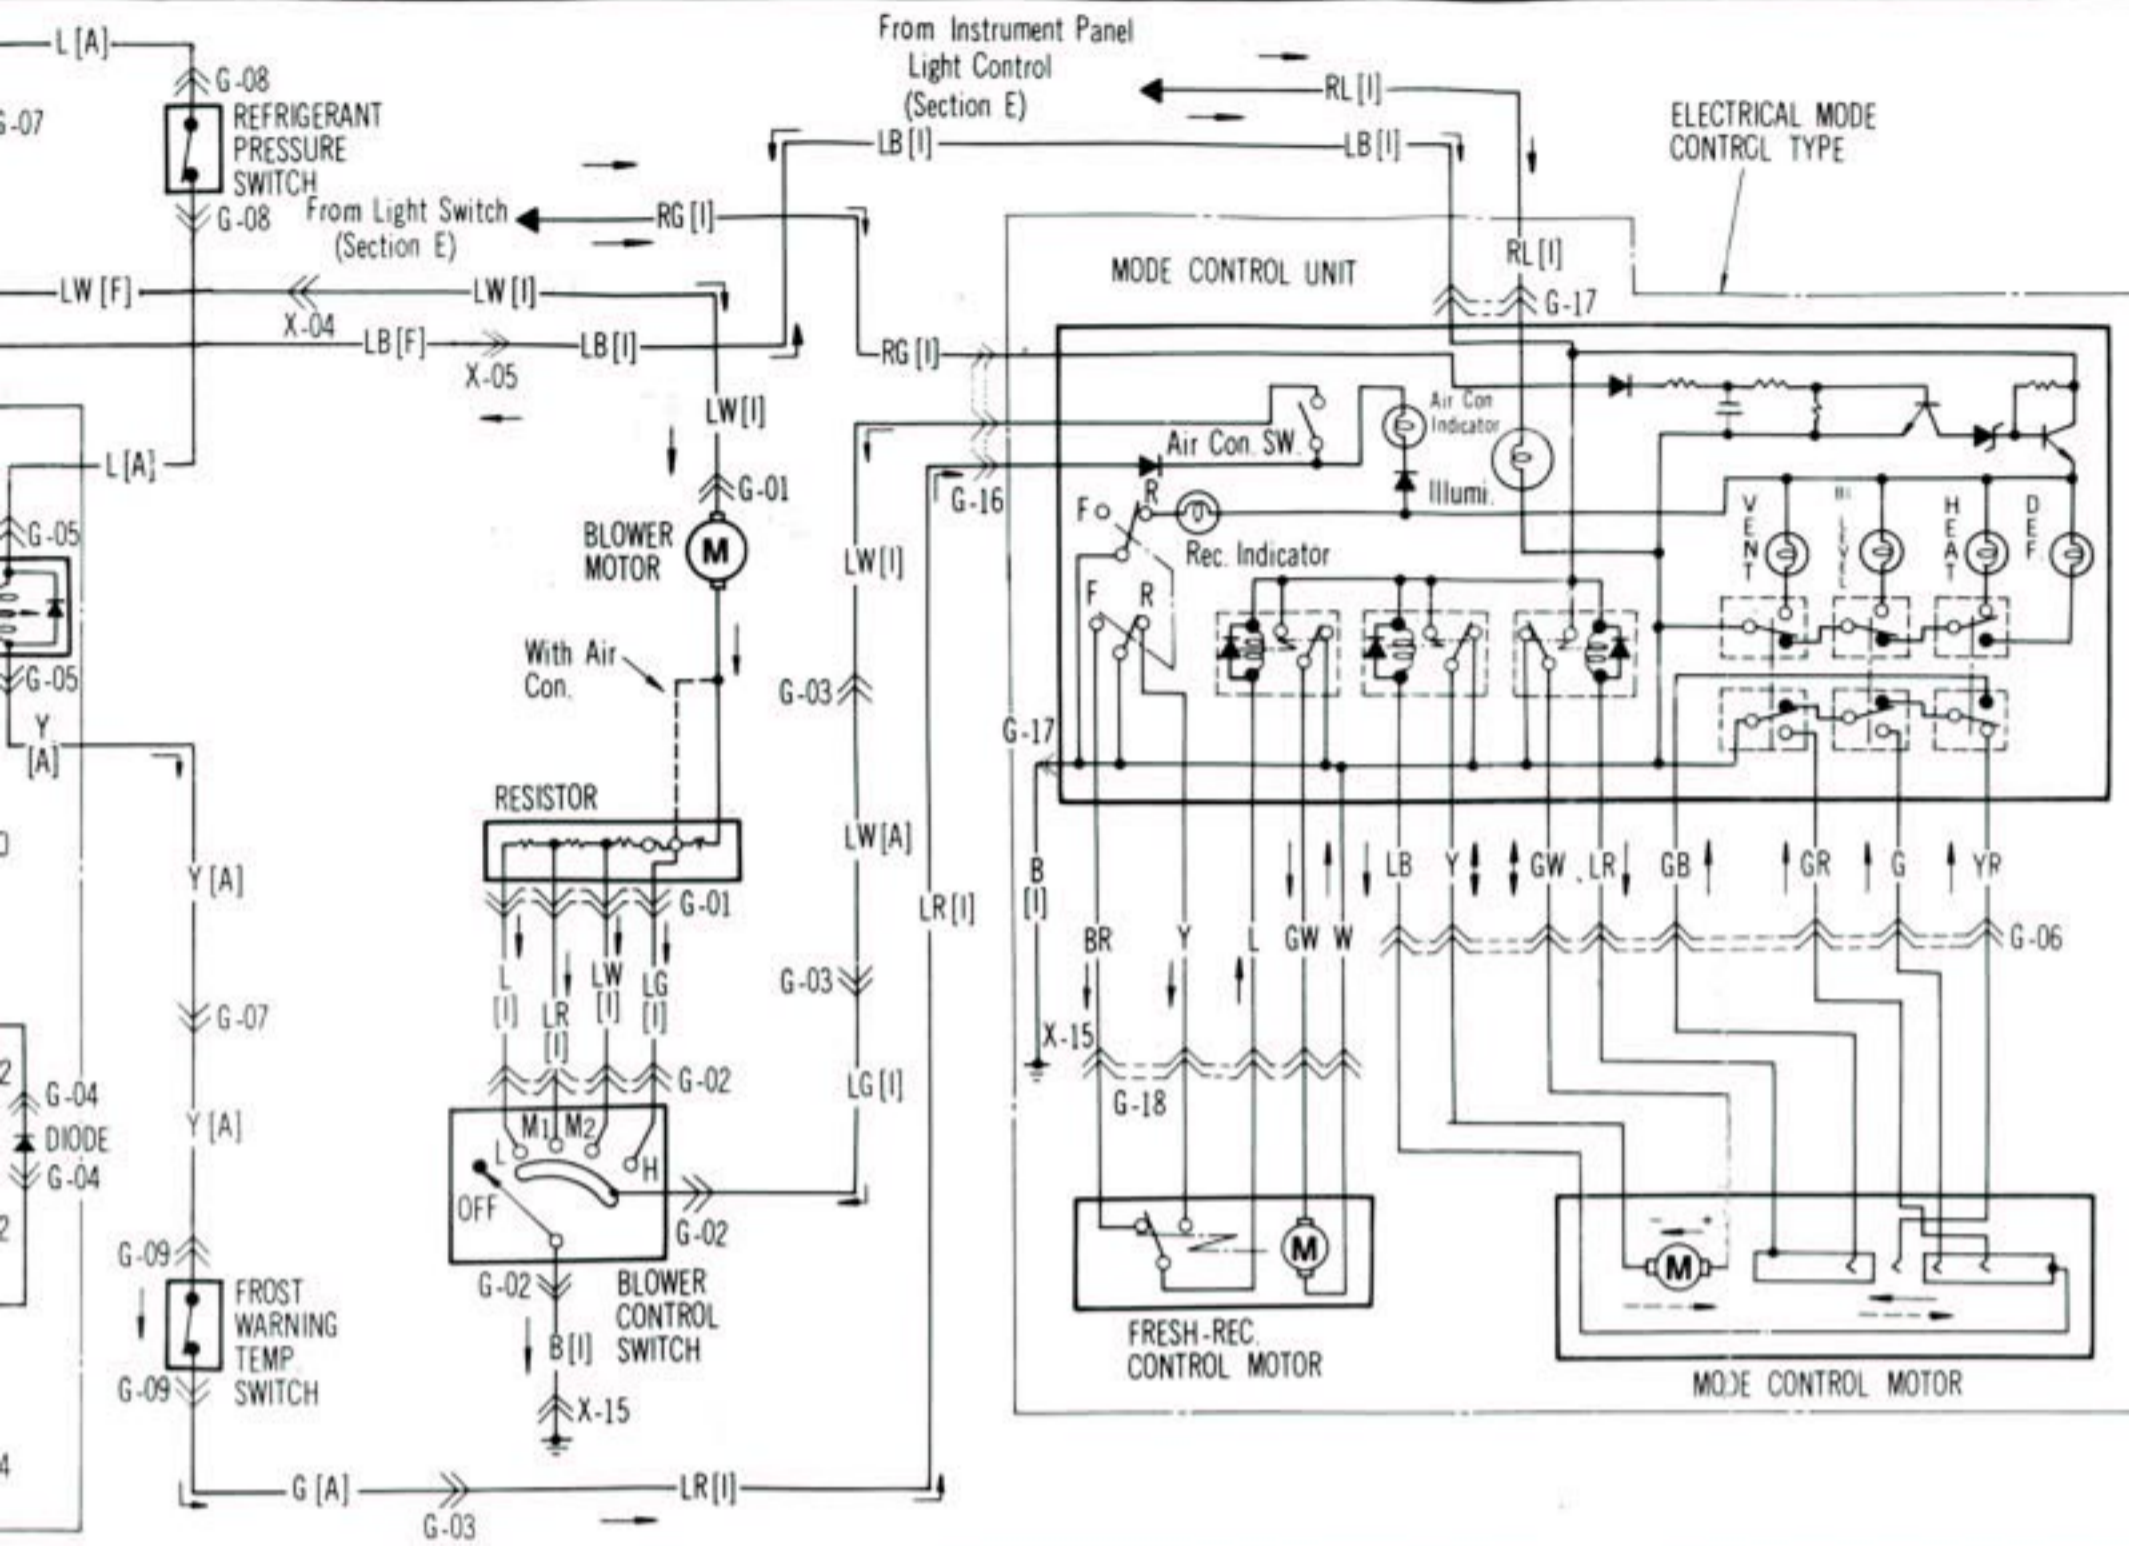 From Instrument Panel
Light Control
(Section E)
RL[I]
L[A]
G-08
REFRIGERANT
PRESSURE
SWITCH
G-08
G-07
From Light Switch
(Section E)
RG[I]
LB[I]
LB[I]
ELECTRICAL MODE
CONTROL TYPE
RL[I]
MODE CONTROL UNIT
G-17
LW[F]
X-04
LW[I]
LB[F]
X-05
LB[I]
RG[I]
LW[I]
L[A]
G-01
G-16
Air Con. SW.
Air Con
Indicator
Illumi.
F
R
Rec. Indicator
F
R
VENT
HEAT
DEF.
G-05
G-05
BLOWER
MOTOR
M
LW[I]
With Air
Con.
G-03
G-17
Y
[A]
RESISTOR
LW[A]
Y[A]
G-01
LR[I]
B
[I]
LB
Y
GW
LR
GB
GR
G
YR
BR
Y
L
GW
W
G-06
L
[I]
LR
[I]
LW
[I]
LG
[I]
G-03
G-07
X-15
G-04
DIODE
G-04
Y[A]
G-02
LG[I]
G-18
L
M1
M2
H
OFF
G-02
G-02
BLOWER
CONTROL
SWITCH
B[I]
X-15
G-09
FROST
WARNING
TEMP.
SWITCH
G-09
M
FRESH-REC.
CONTROL MOTOR
- +
M
MODE CONTROL MOTOR
G[A]
G-03
LR[I]